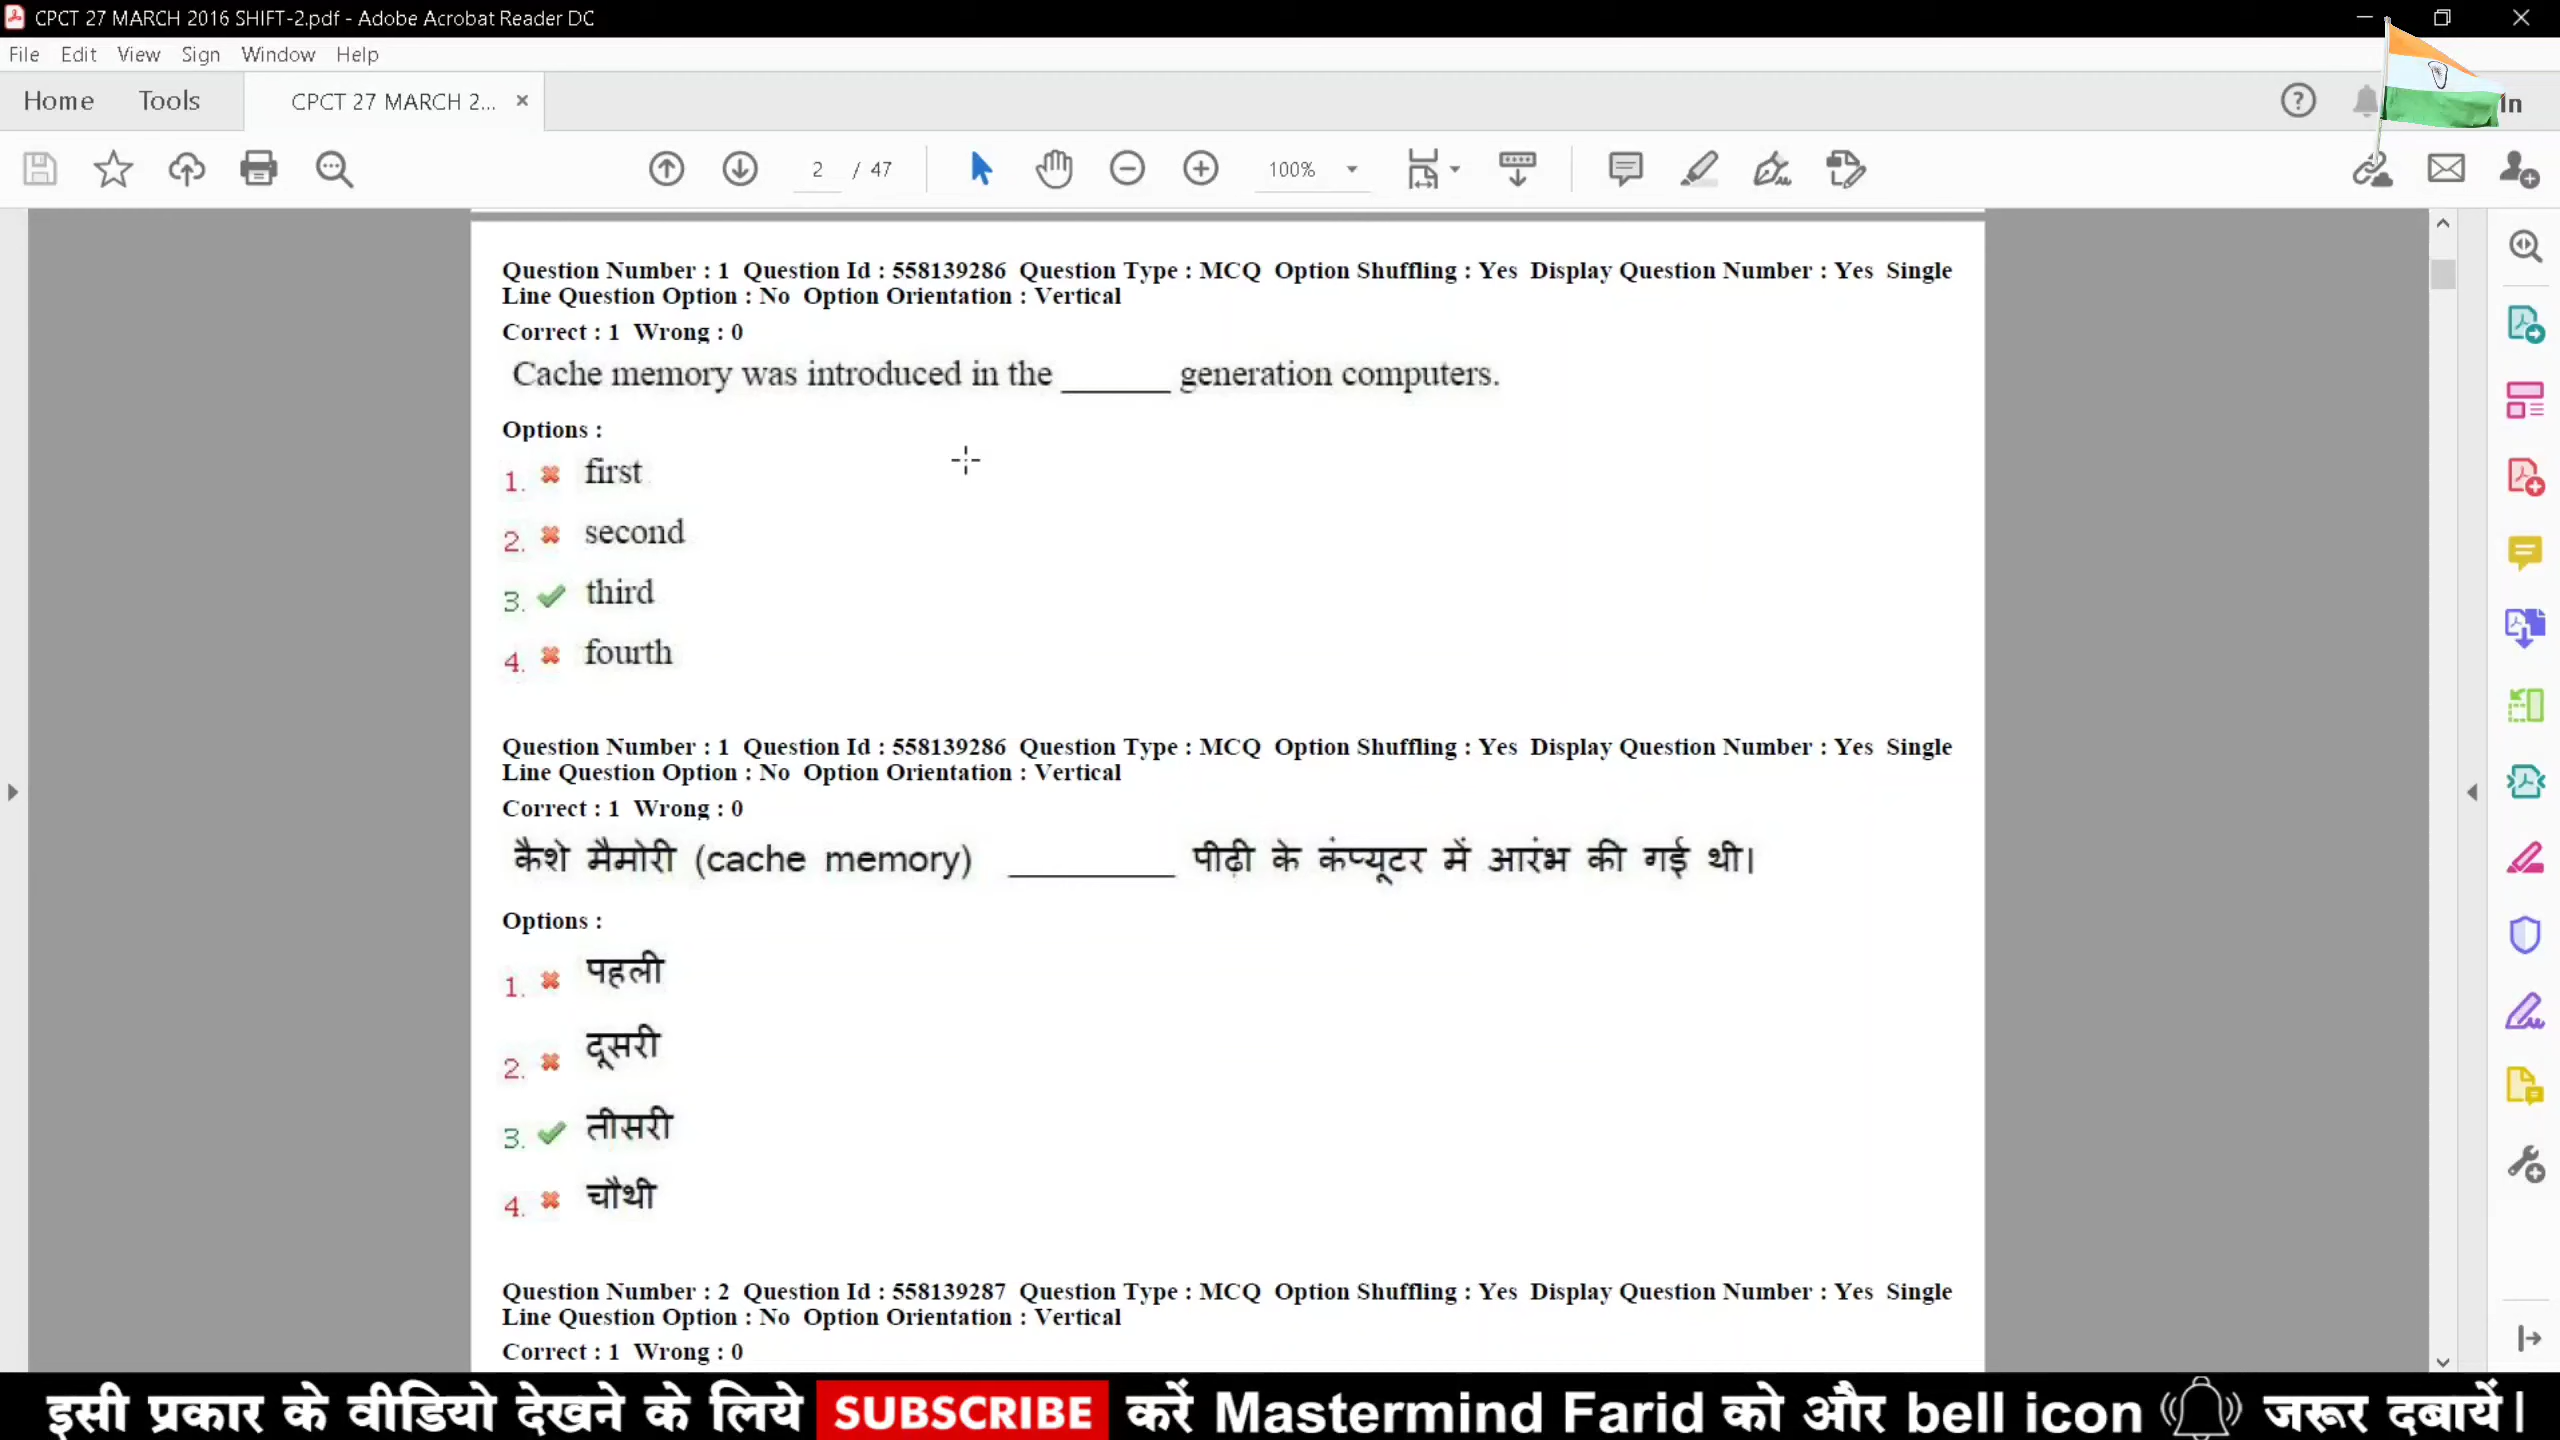 CPCT 27 MARCH 2016 SHIFT-2.pdf - Adobe Acrobat Reader DC
File Edit View Sign Window Help
Home Tools CPCT 27 MARCH 2... In
2 / 47 100%
Question Number : 1 Question Id : 558139286 Question Type : MCQ Option Shuffling : Yes Display Question Number : Yes Single
Line Question Option : No Option Orientation : Vertical
Correct : 1 Wrong : 0
Cache memory was introduced in the ______ generation computers.
Options :
1. first
2. second
3. third
4. fourth
Question Number : 1 Question Id : 558139286 Question Type : MCQ Option Shuffling : Yes Display Question Number : Yes Single
Line Question Option : No Option Orientation : Vertical
Correct : 1 Wrong : 0
कैशे मैमोरी (cache memory) _________ पीढ़ी के कंप्यूटर में आरंभ की गई थी।
Options :
1. पहली
2. दूसरी
3. तीसरी
4. चौथी
Question Number : 2 Question Id : 558139287 Question Type : MCQ Option Shuffling : Yes Display Question Number : Yes Single
Line Question Option : No Option Orientation : Vertical
Correct : 1 Wrong : 0
इसी प्रकार के वीडियो देखने के लिये SUBSCRIBE करें Mastermind Farid को और bell icon जरूर दबायें।